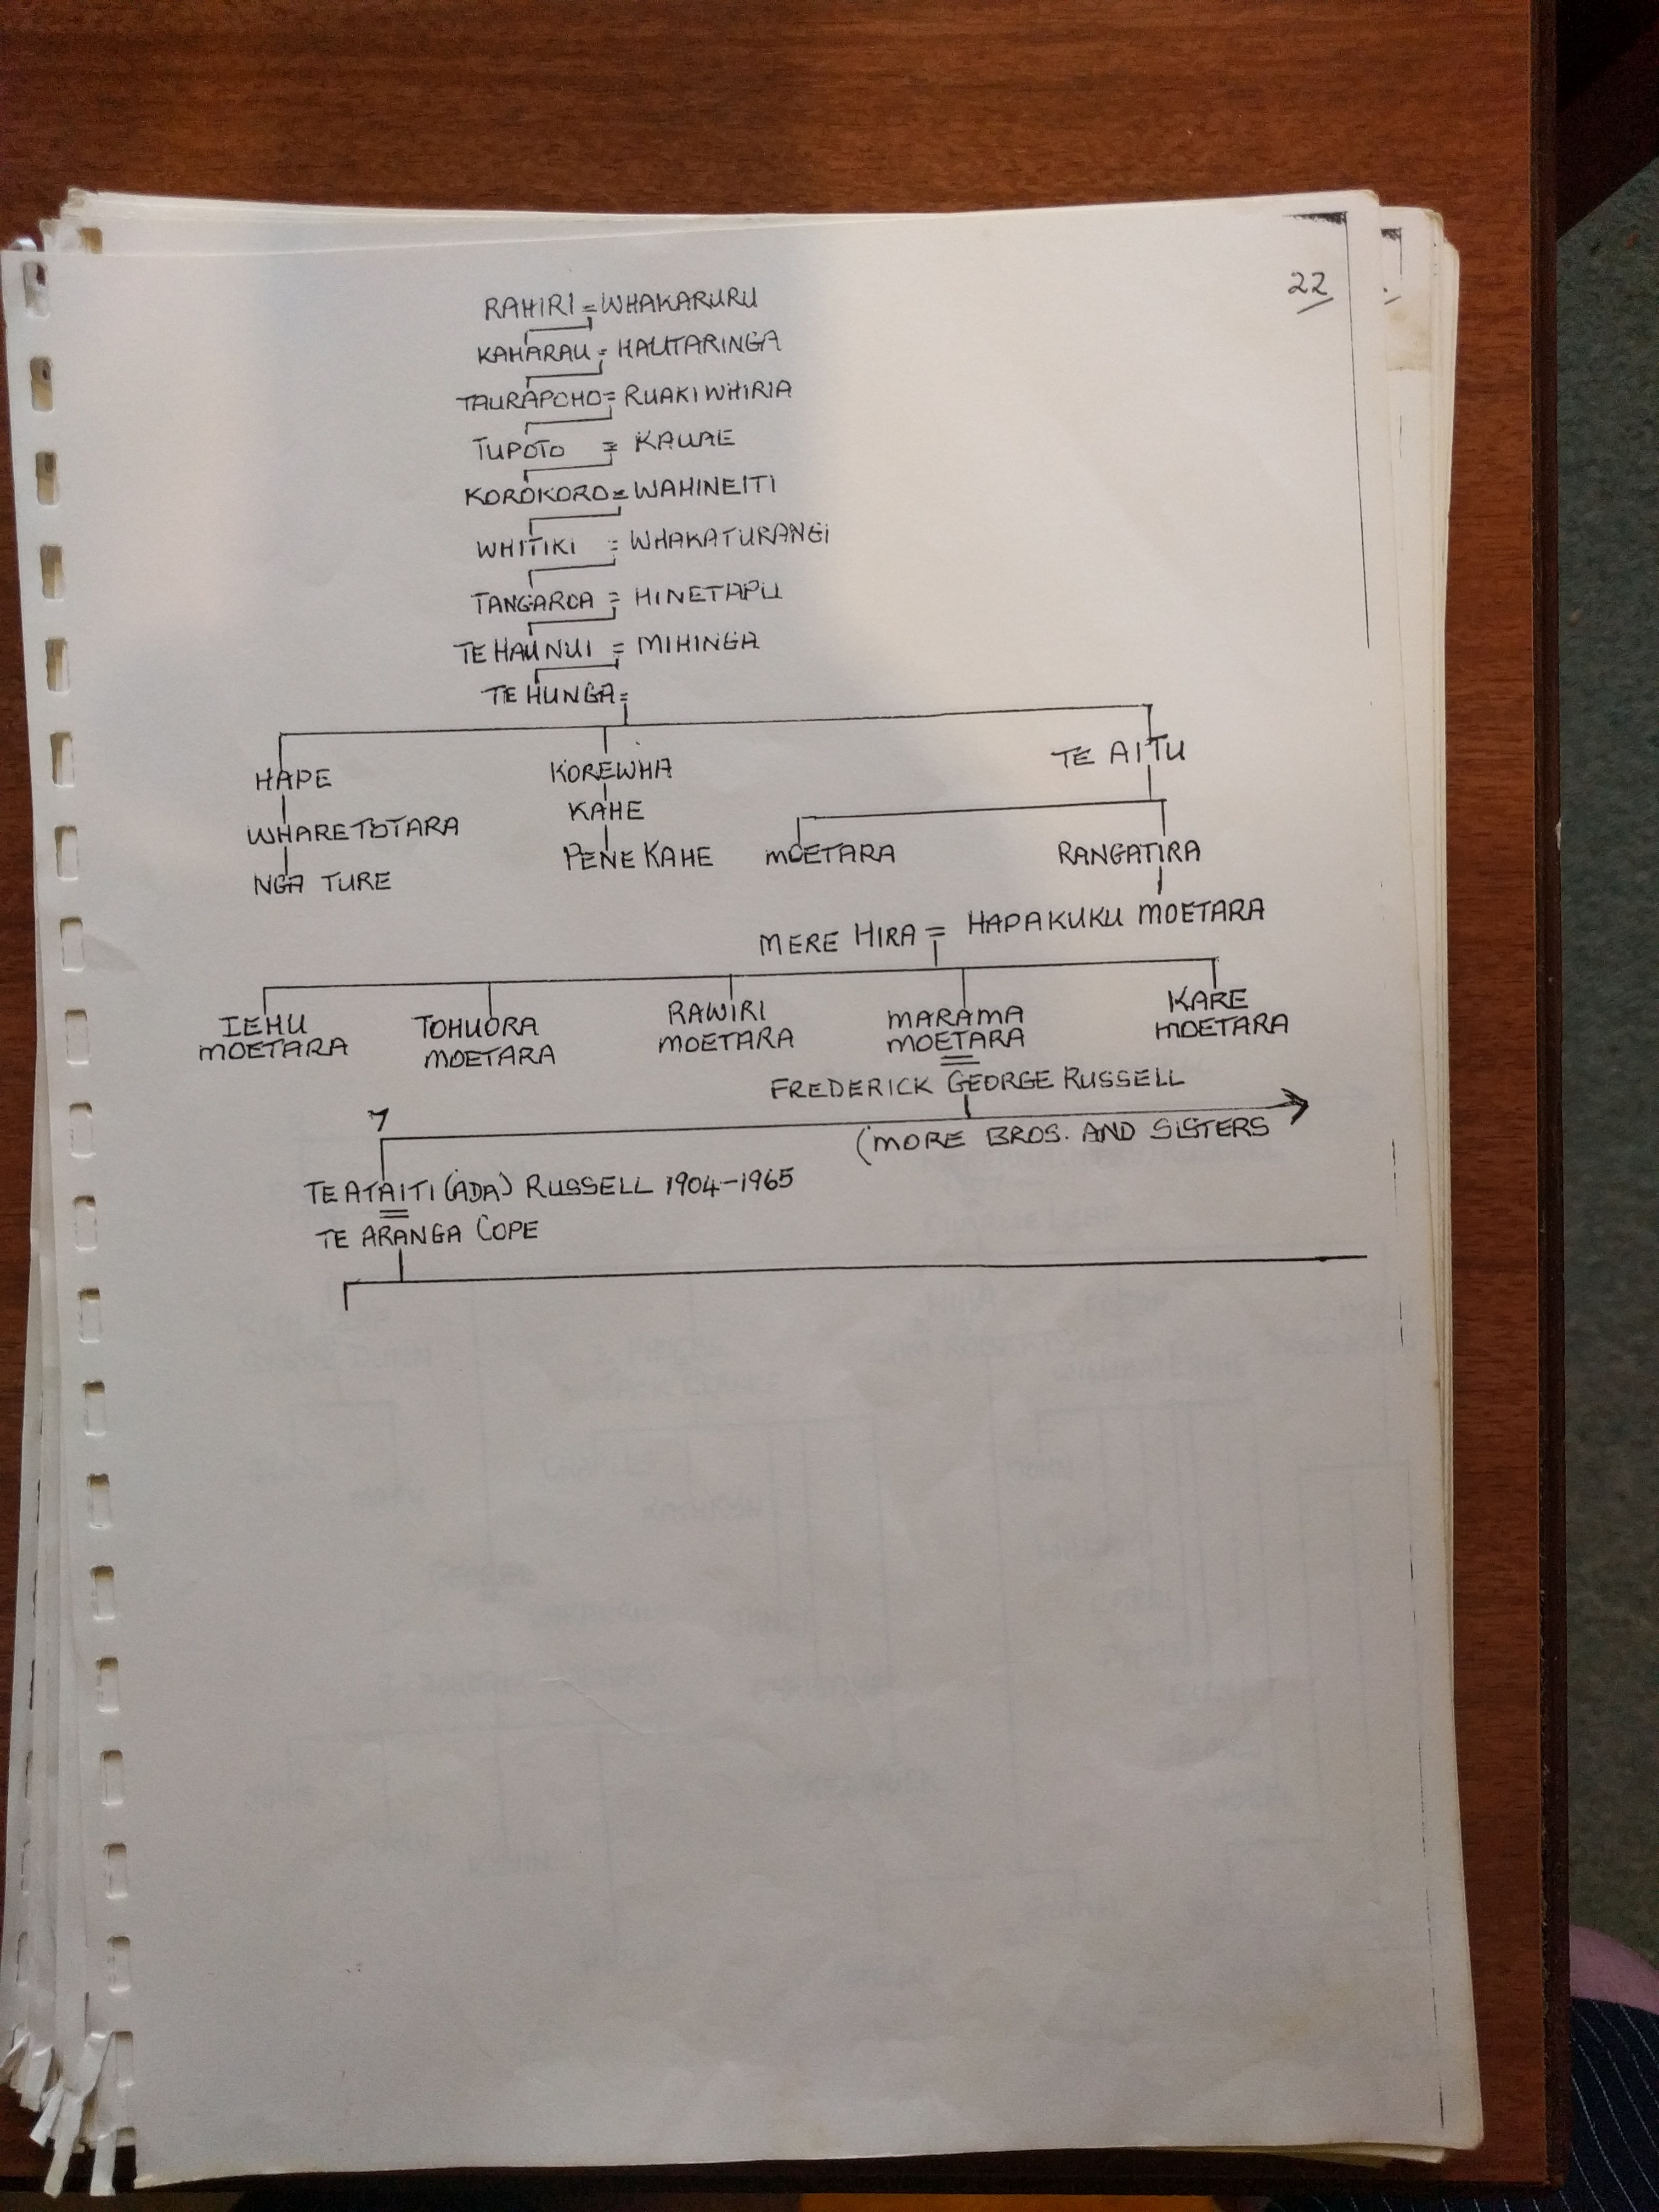 22
RAHIRI = WHAKARURU
KAHARAU = HAUTARINGA
TAURAPOHO = RUAKIWHIRIA
TUPOTO = KAWAE
KOROKORO = WAHINEITI
WHITIKI = WHAKATURANGI
TANGAROA = HINETAPU
TE HAUNUI = MIHINGA
TE HUNGA =
HAPE KOREWHA TE AITU
WHARETOTARA KAHE
NGA TURE PENE KAHE MOETARA RANGATIRA
MERE HIRA = HAPAKUKU MOETARA
IEHU MOETARA
TOHUORA MOETARA
RAWIRI MOETARA
MARAMA MOETARA
KARE MOETARA
=
FREDERICK GEORGE RUSSELL
(MORE BROS. AND SISTERS
TE ATAITI (ADA) RUSSELL 1904-1965
=
TE ARANGA COPE